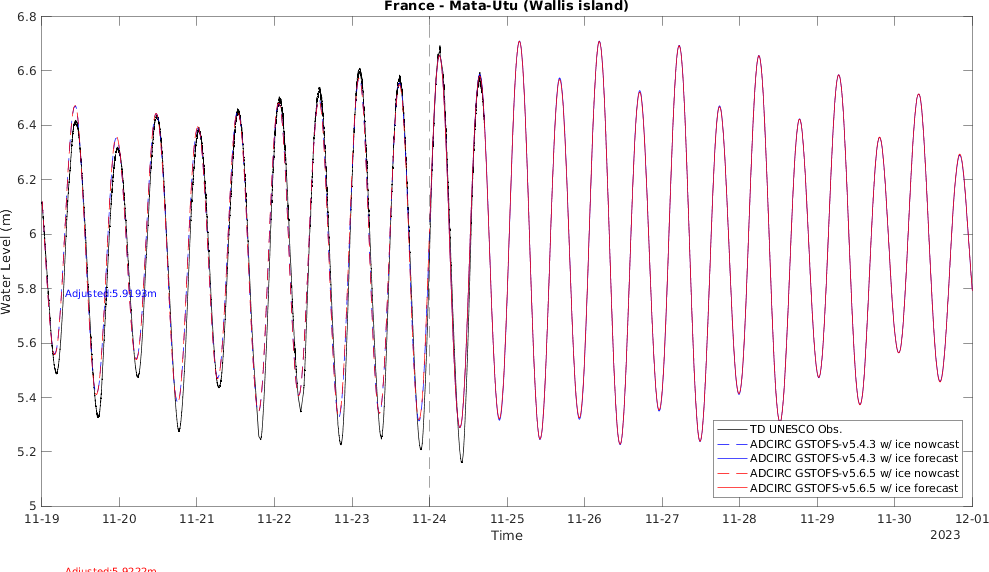 France - Mata-Utu (Wallis island)
6.8
6.6
6.4
6.2
6
5.8
5.6
5.4
5.2
5
Water Level (m)
Adjusted:5.9193m
TD UNESCO Obs.
ADCIRC GSTOFS-v5.4.3 w/ ice nowcast
ADCIRC GSTOFS-v5.4.3 w/ ice forecast
ADCIRC GSTOFS-v5.6.5 w/ ice nowcast
ADCIRC GSTOFS-v5.6.5 w/ ice forecast
11-19 11-20 11-21 11-22 11-23 11-24 11-25 11-26 11-27 11-28 11-29 11-30 12-01
Time
2023
Adjusted:5.9222m